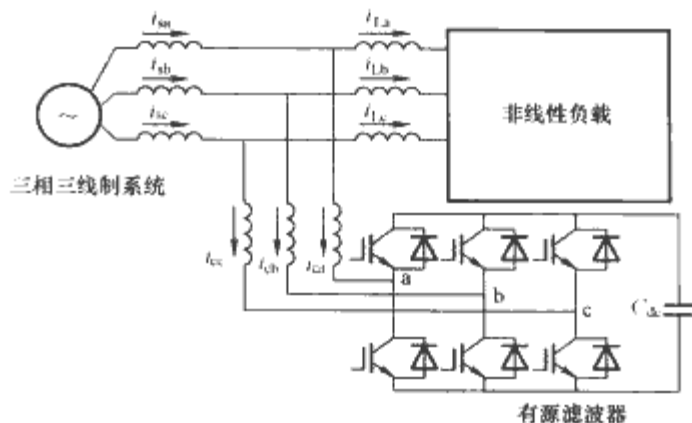 i_sa
i_La
i_sb
i_Lb
i_sc
i_Lc
~
非线性负载
三相三线制系统
i_cc
i_cb
i_ca
a
b
c
C_dc
有源滤波器